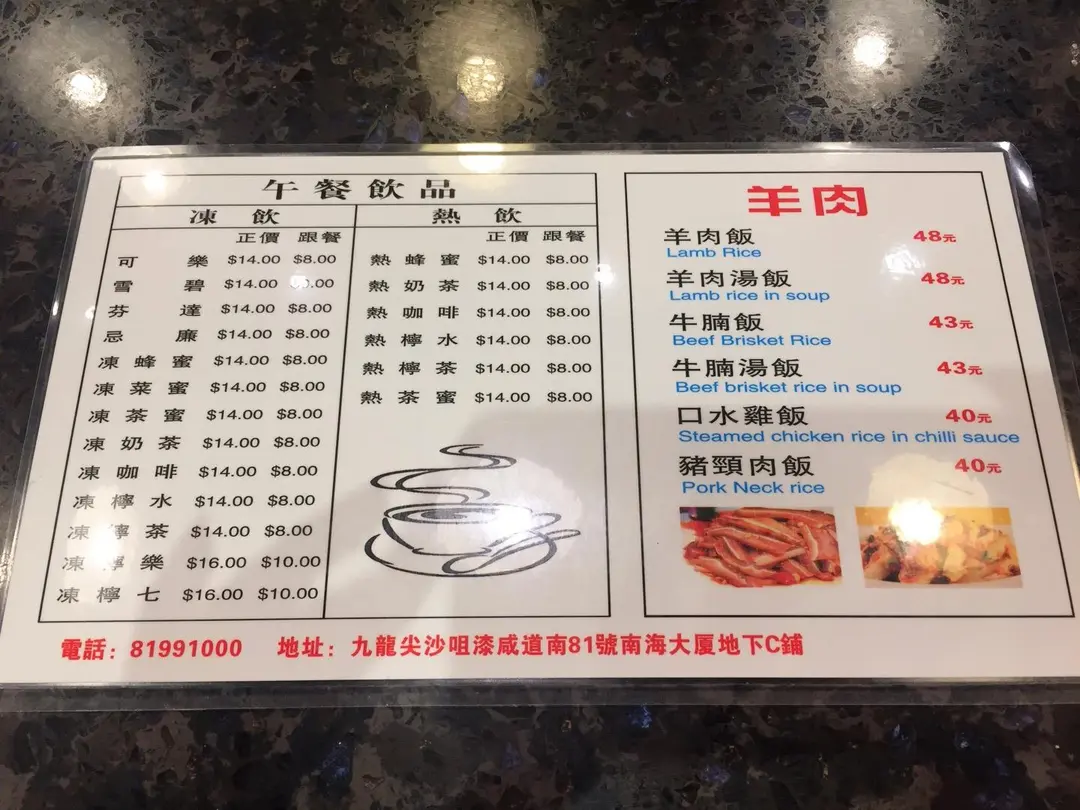 午餐飲品
凍飲
正價 跟餐
可樂 $14.00 $8.00
雪碧 $14.00
芬達 $14.00 $8.00
忌廉 $14.00 $8.00
凍蜂蜜 $14.00 $8.00
凍菜蜜 $14.00 $8.00
凍茶蜜 $14.00 $8.00
凍奶茶 $14.00 $8.00
凍咖啡 $14.00 $8.00
凍檸水 $14.00 $8.00
凍檸茶 $14.00 $8.00
凍檸樂 $16.00 $10.00
凍檸七 $16.00 $10.00
熱飲
正價 跟餐
熱蜂蜜 $14.00 $8.00
熱奶茶 $14.00 $8.00
熱咖啡 $14.00 $8.00
熱檸水 $14.00 $8.00
熱檸茶 $14.00 $8.00
熱茶蜜 $14.00 $8.00
羊肉
羊肉飯 48元
Lamb Rice
羊肉湯飯 48元
Lamb rice in soup
牛腩飯 43元
Beef Brisket Rice
牛腩湯飯 43元
Beef brisket rice in soup
口水雞飯 40元
Steamed chicken rice in chilli sauce
豬頸肉飯 40元
Pork Neck rice
電話：81991000 地址：九龍尖沙咀漆咸道南81號南海大厦地下C鋪